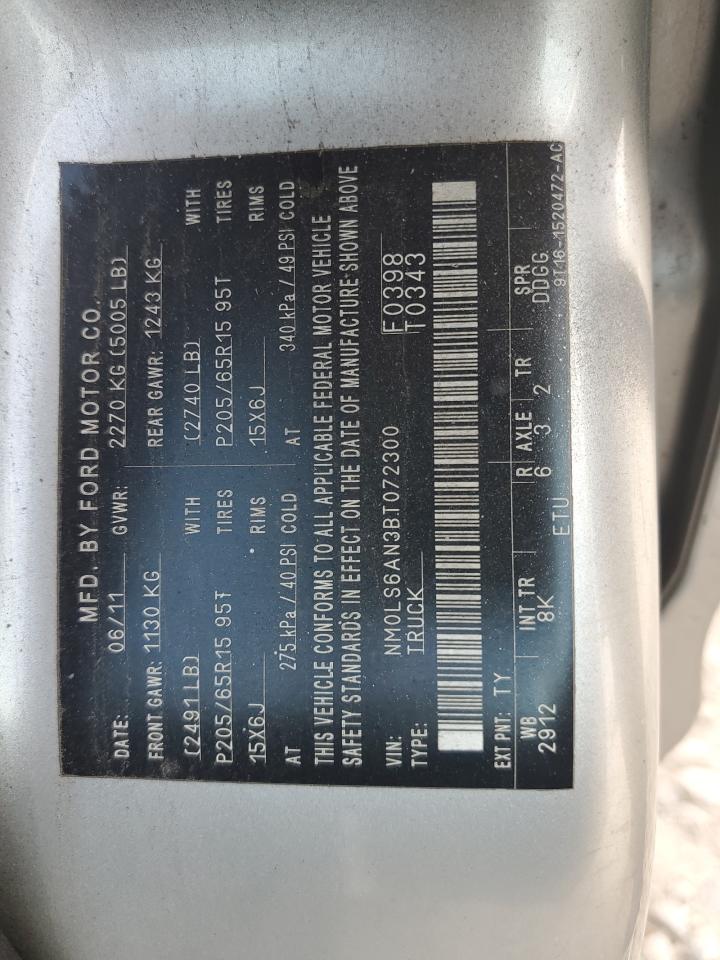 MFD. BY FORD MOTOR CO.
DATE: 06/11 GVWR: 2270 KG (5005 LB)
FRONT GAWR: 1130 KG REAR GAWR: 1243 KG
(2491LB) WITH (2740 LB) WITH
P205/65R15 95T TIRES P205/65R15 95T TIRES
15X6J RIMS 15X6J RIMS
AT 275 kPa / 40 PSI COLD AT 340 kPa / 49 PSI COLD
THIS VEHICLE CONFORMS TO ALL APPLICABLE FEDERAL MOTOR VEHICLE
SAFETY STANDARDS IN EFFECT ON THE DATE OF MANUFACTURE SHOWN ABOVE
VIN: NM0LS6AN3BT072300 F0398
TYPE: TRUCK T0343
EXT PNT: TY
WB INT TR R AXLE TR SPR
2912 8K 6 3 2 DDGG
ETU 9T16-1520472-AC